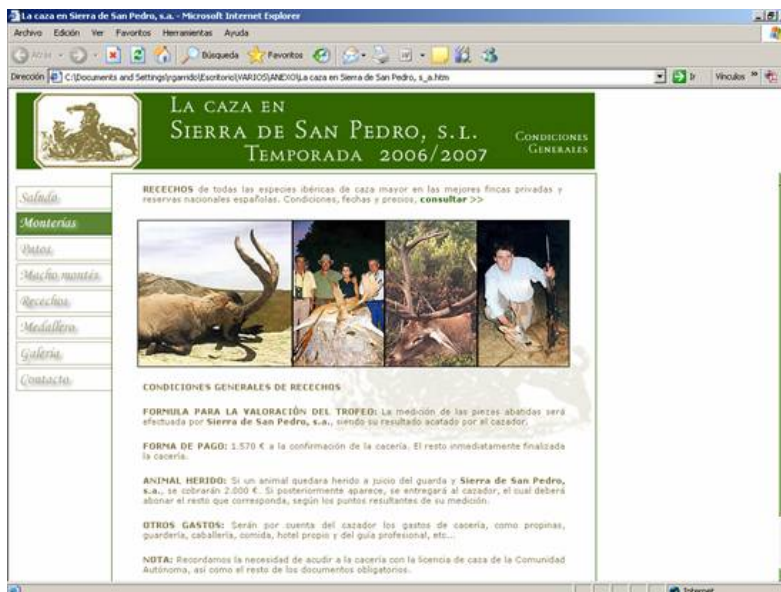 La caza en Sierra de San Pedro, s.a. - Microsoft Internet Explorer
Archivo Edición Ver Favoritos Herramientas Ayuda
Atrás Búsqueda Favoritos
Dirección C:\Documents and Settings\rgarrido\Escritorio\VARIOS\ANEXO\La caza en Sierra de San Pedro, s_a.htm Ir Vínculos »
LA CAZA EN
SIERRA DE SAN PEDRO, S.L.
TEMPORADA 2006/2007
CONDICIONES
GENERALES
Saludo
Monterías
Patos
Macho montés
Recechos
Medallero
Galería
Contacto
RECECHOS de todas las especies ibéricas de caza mayor en las mejores fincas privadas y
reservas nacionales españolas. Condiciones, fechas y precios, consultar >>
CONDICIONES GENERALES DE RECECHOS
FORMULA PARA LA VALORACIÓN DEL TROFEO: La medición de las piezas abatidas será
efectuada por Sierra de San Pedro, s.a., siendo su resultado acatado por el cazador.
FORMA DE PAGO: 1.570 € a la confirmación de la cacería. El resto inmediatamente finalizada
la cacería.
ANIMAL HERIDO: Si un animal quedara herido a juicio del guarda y Sierra de San Pedro,
s.a., se cobrarán 2.000 €. Si posteriormente aparece, se entregará al cazador, el cual deberá
abonar el resto que corresponda, según los puntos resultantes de su medición.
OTROS GASTOS: Serán por cuenta del cazador los gastos de cacería, como propinas,
guardería, caballería, comida, hotel propio y del guía profesional, etc...
NOTA: Recordamos la necesidad de acudir a la cacería con la licencia de caza de la Comunidad
Autónoma, así como el resto de los documentos obligatorios.
Internet